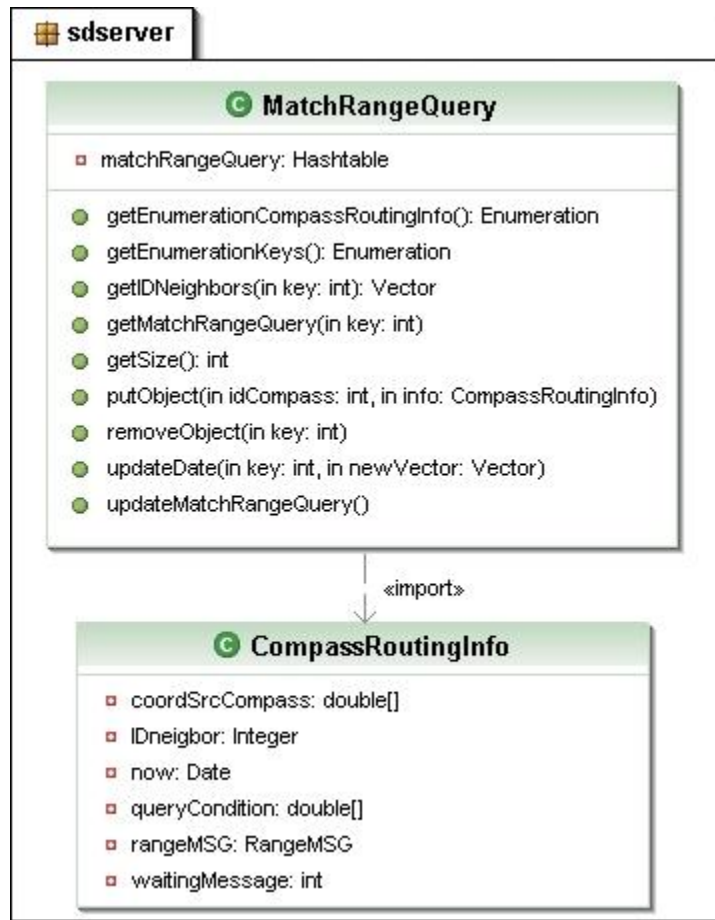 sdserver
MatchRangeQuery
matchRangeQuery: Hashtable
getEnumerationCompassRoutingInfo(): Enumeration
getEnumerationKeys(): Enumeration
getIDNeighbors(in key: int): Vector
getMatchRangeQuery(in key: int)
getSize(): int
putObject(in idCompass: int, in info: CompassRoutingInfo)
removeObject(in key: int)
updateDate(in key: int, in newVector: Vector)
updateMatchRangeQuery()
«import»
CompassRoutingInfo
coordSrcCompass: double[]
IDneigbor: Integer
now: Date
queryCondition: double[]
rangeMSG: RangeMSG
waitingMessage: int